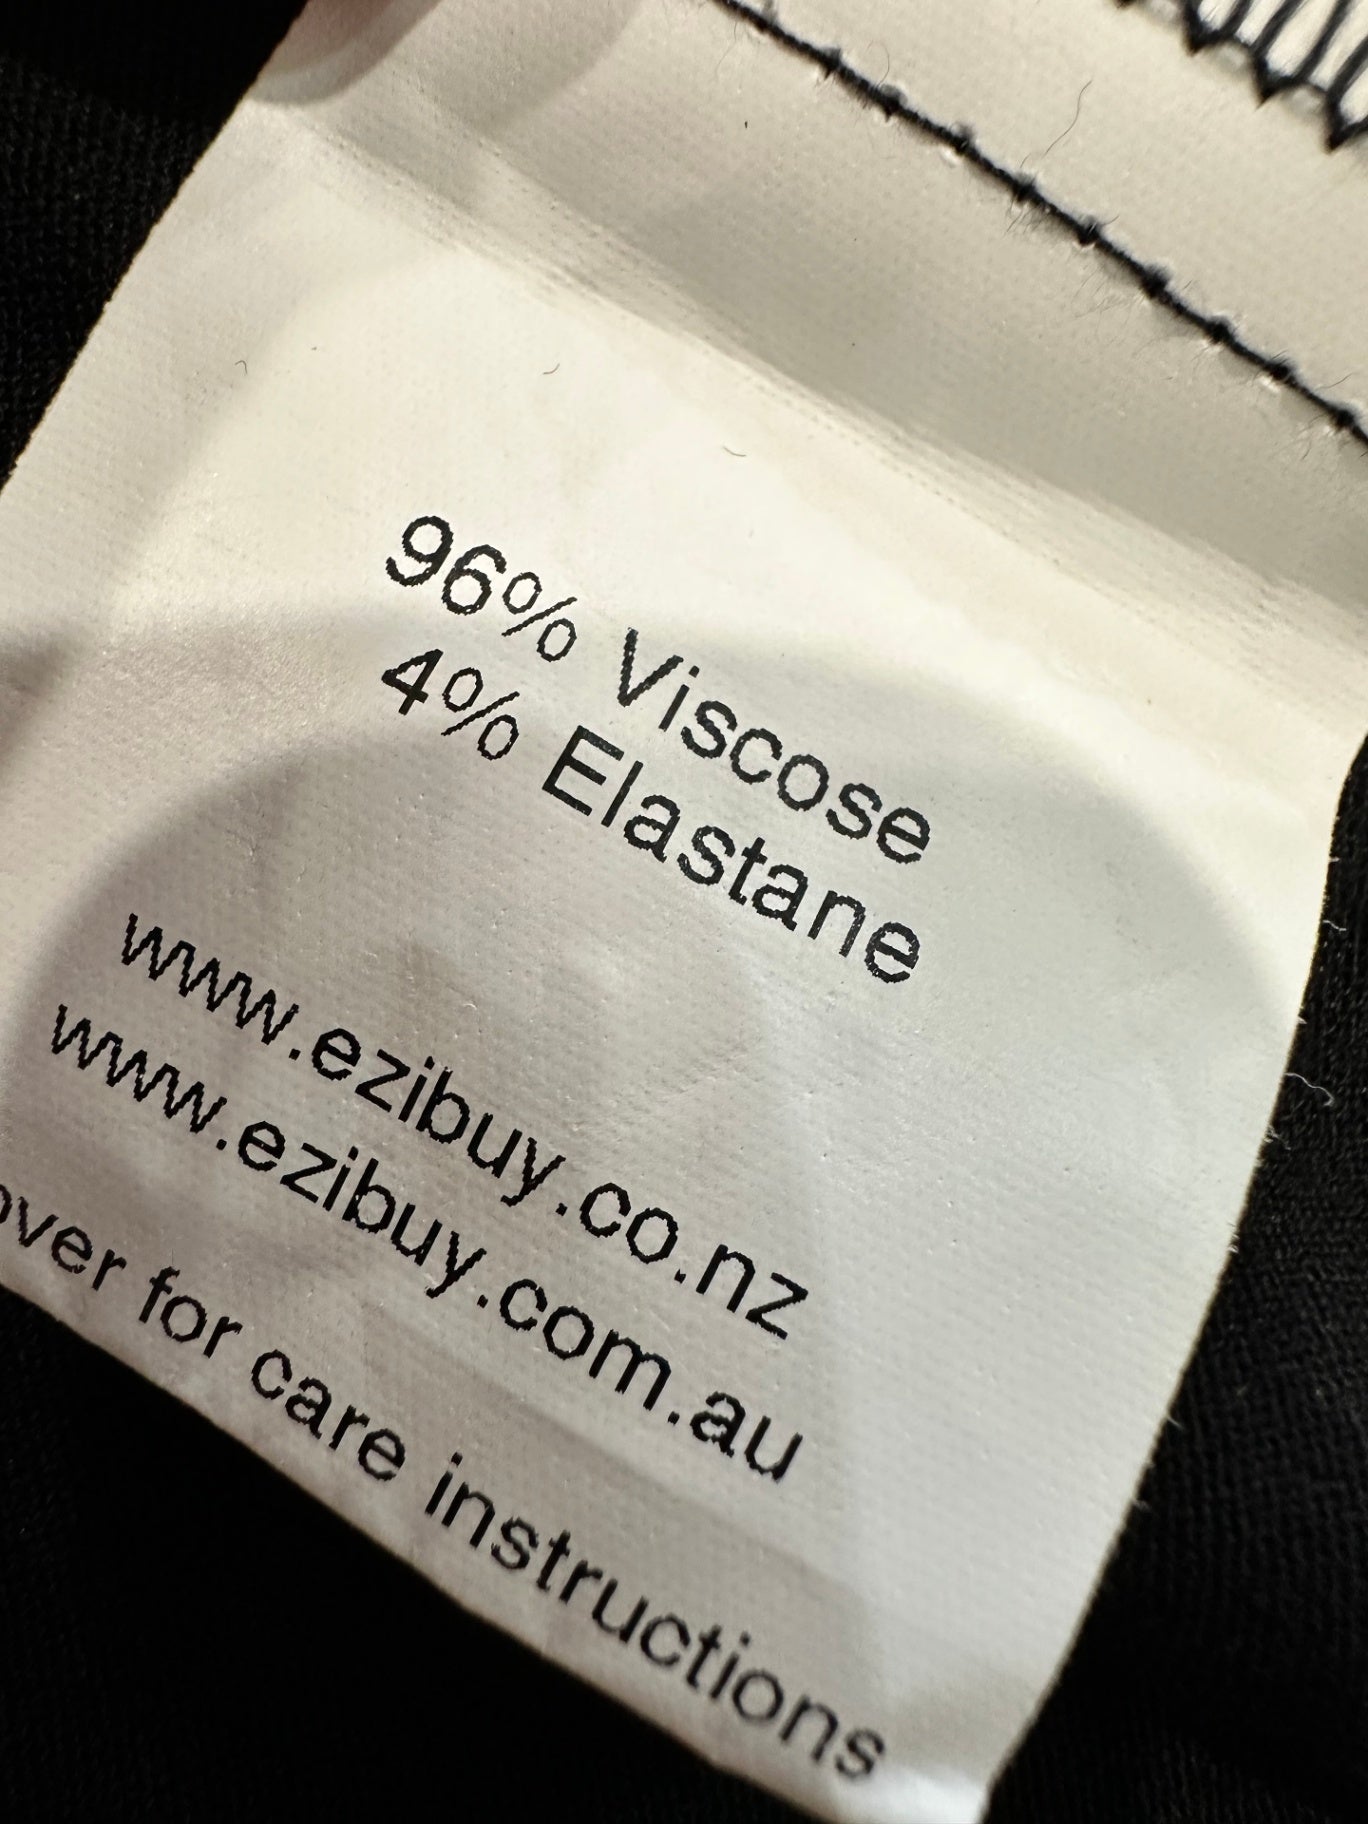 96% Viscose
4% Elastane
www.ezibuy.co.nz
www.ezibuy.com.au
over for care instructions